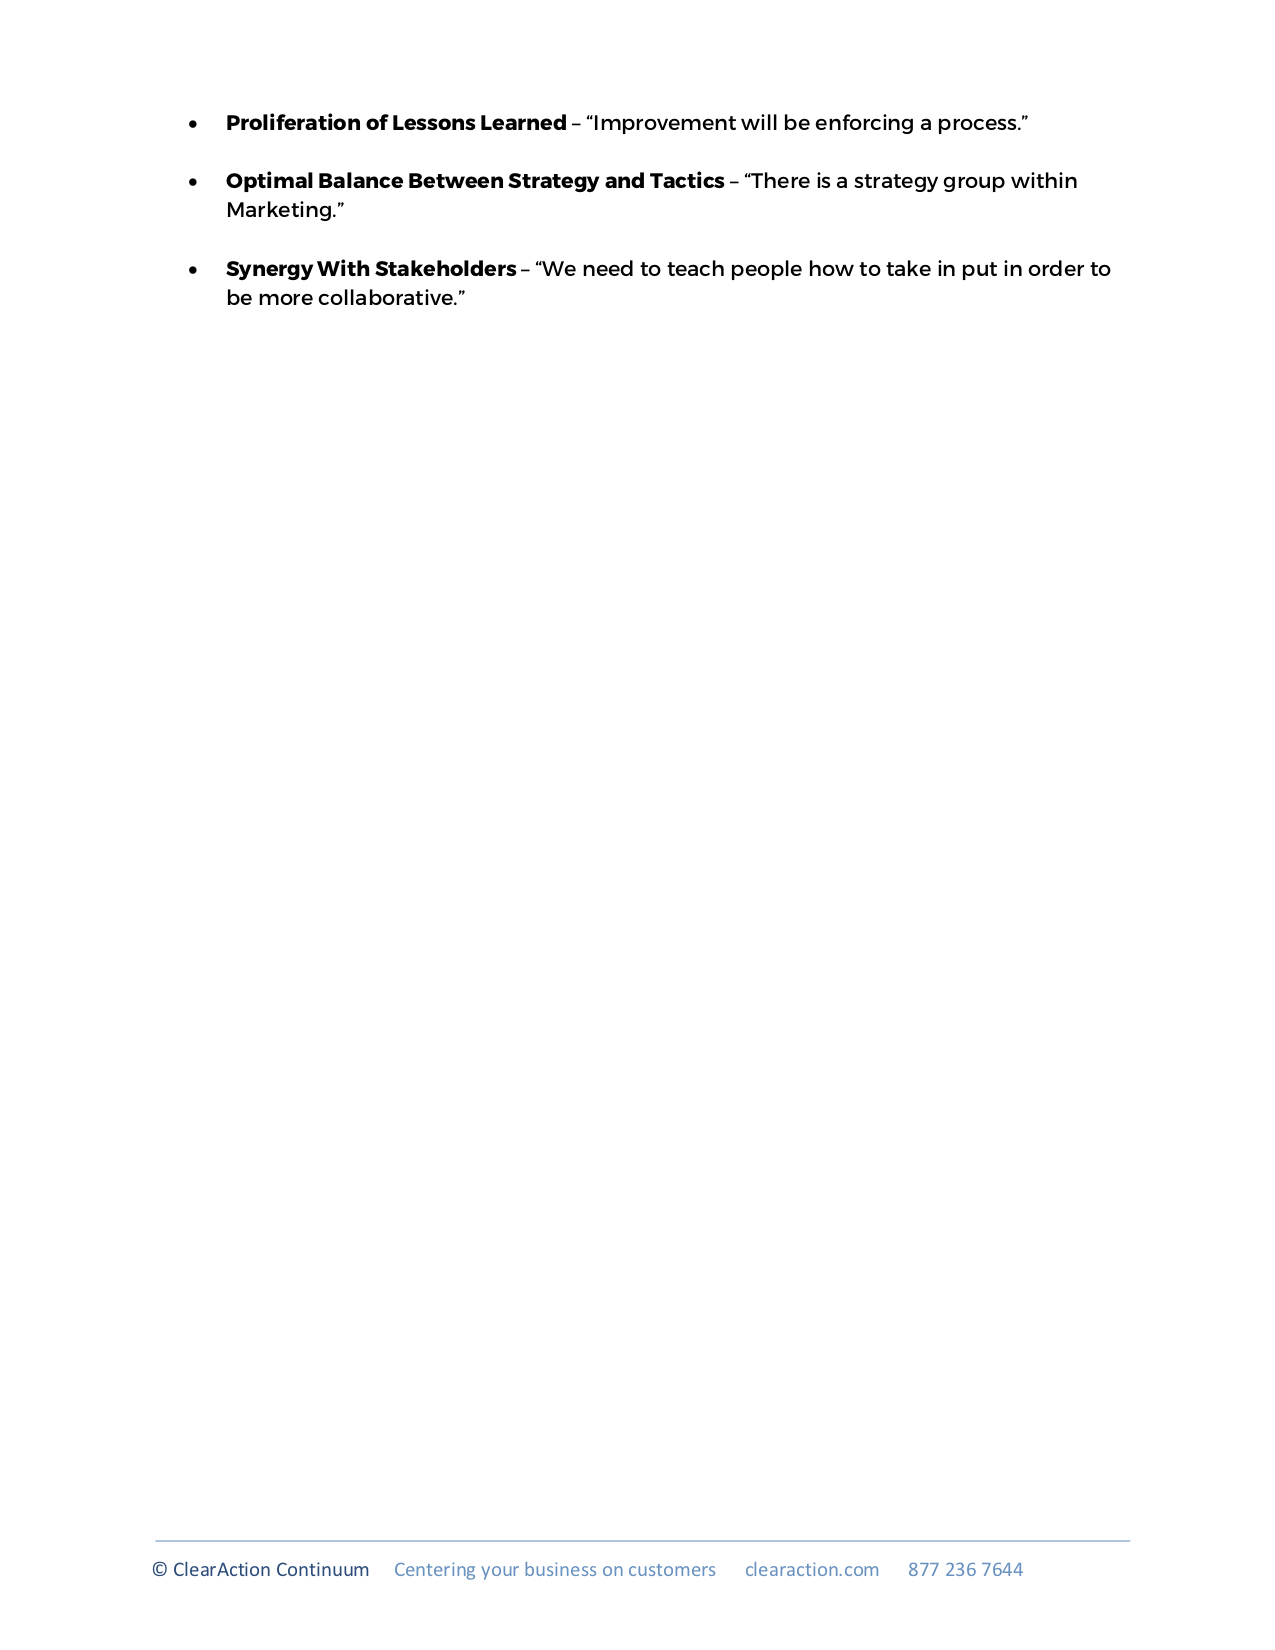 • Proliferation of Lessons Learned – “Improvement will be enforcing a process.”
• Optimal Balance Between Strategy and Tactics – “There is a strategy group within
Marketing.”
• Synergy With Stakeholders – “We need to teach people how to take in put in order to
be more collaborative.”
© ClearAction Continuum Centering your business on customers clearaction.com 877 236 7644